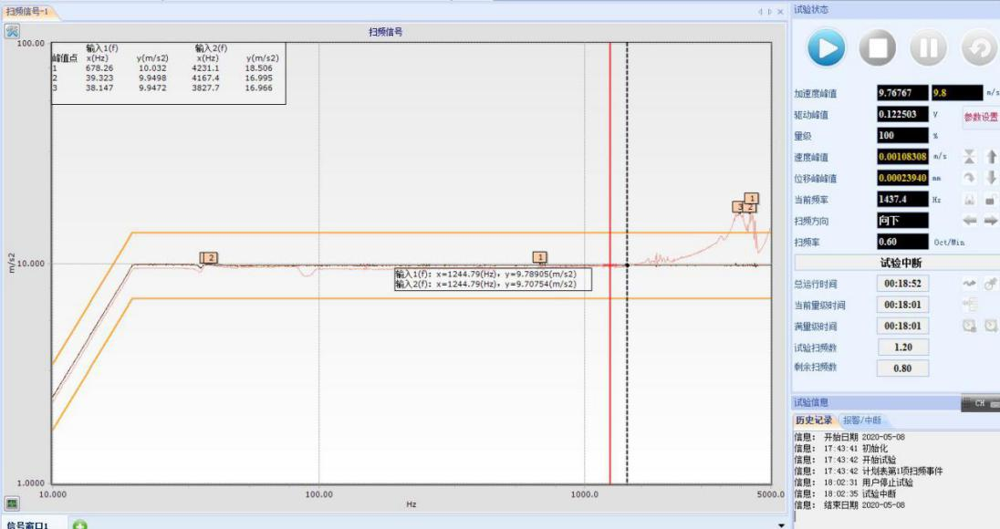 扫频信号-1
试验状态
扫频信号
100.00
输入1(f) 输入2(f)
峰值点 x(Hz) y(m/s2) x(Hz) y(m/s2)
1 678.26 10.032 4231.1 18.506
2 39.323 9.9498 4167.4 16.995
3 38.147 9.9472 3827.7 16.966
加速度峰值 9.76767 9.8 m/s
驱动峰值 0.122503 V 参数设置
量级 100 %
速度峰值 0.00108308 m/s
位移峰峰值 0.00023940 mm
当前频率 1437.4 Hz
扫频方向 向下
扫频率 0.60 Oct/Min
试验中断
总运行时间 00:18:52
当前量级时间 00:18:01
满量级时间 00:18:01
试验扫频数 1.20
剩余扫频数 0.80
1
3 2
2
1
m/s2
10.000
输入1(f): x=1244.79(Hz), y=9.78905(m/s2)
输入2(f): x=1244.79(Hz), y=9.70754(m/s2)
1.0000
10.000 100.00 1000.0 5000.0
Hz
试验信息
CH
历史记录 报警/中断
信息: 开始日期 2020-05-08
信息: 17:43:41 初始化
信息: 17:43:42 开始试验
信息: 17:43:42 计划表第1项扫频事件
信息: 18:02:31 用户停止试验
信息: 18:02:35 试验中断
信息: 结束日期 2020-05-08
信号窗口1